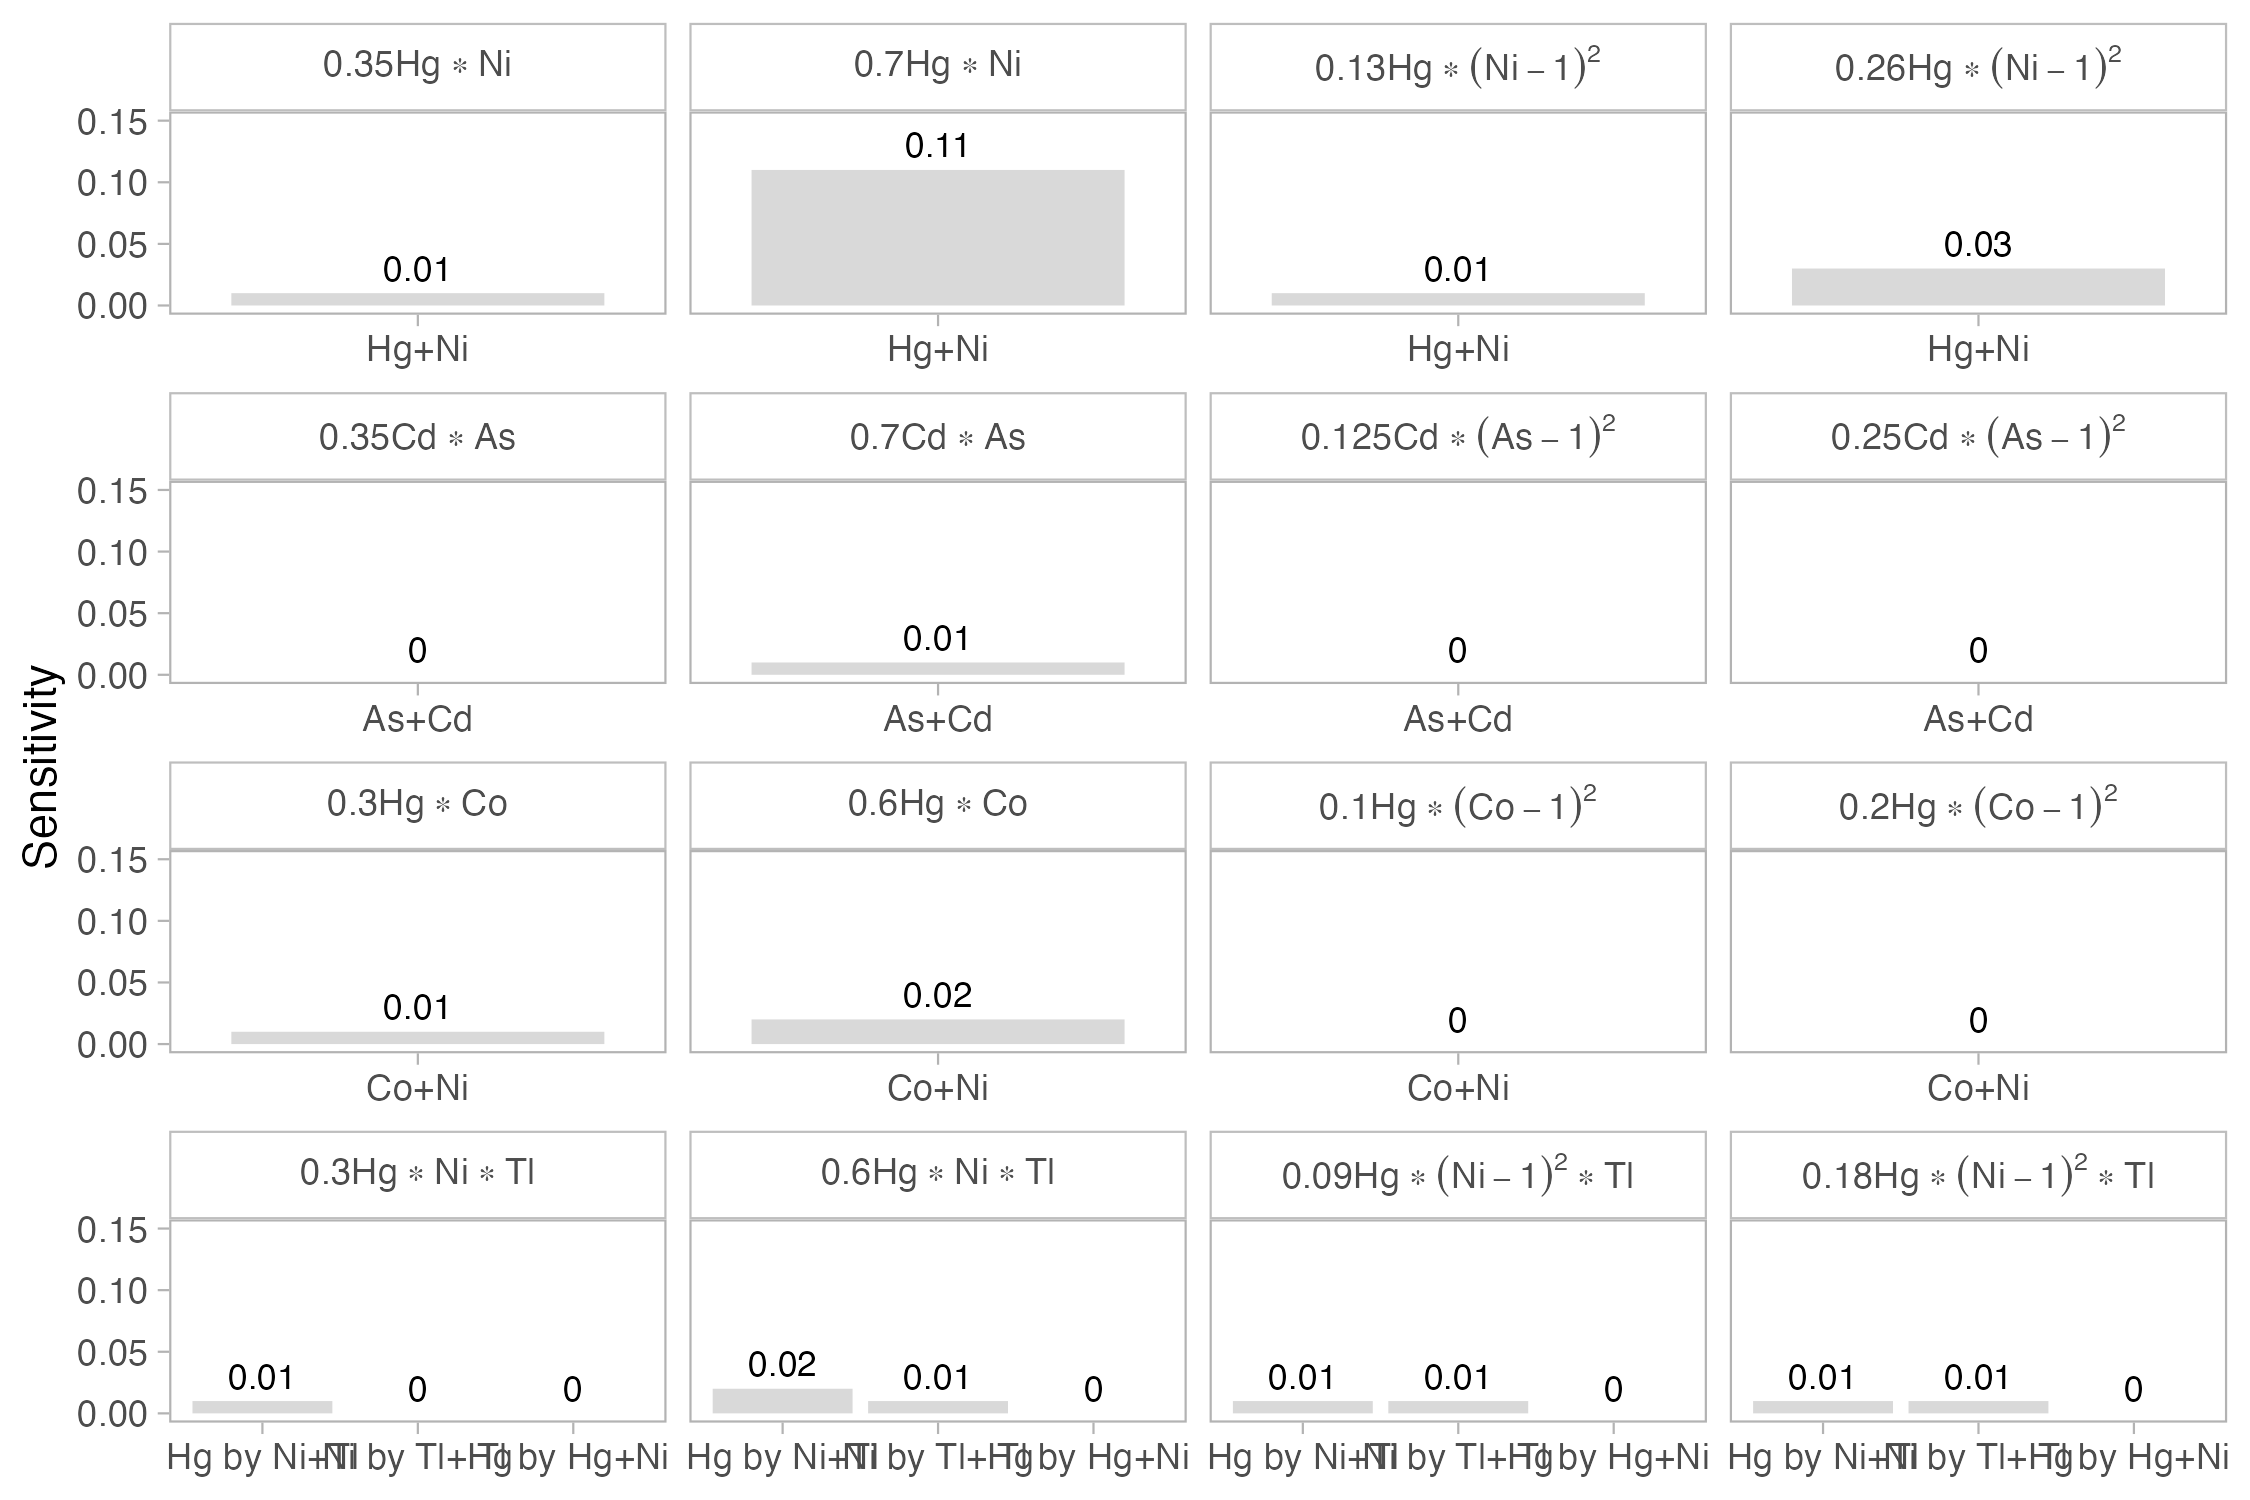 0.35Hg ∗ Ni
0.7Hg ∗ Ni
0.13Hg ∗ (Ni − 1)²
0.26Hg ∗ (Ni − 1)²
0.15
0.10
0.05
0.00
0.01
0.11
0.01
0.03
Hg+Ni
Hg+Ni
Hg+Ni
Hg+Ni
0.35Cd ∗ As
0.7Cd ∗ As
0.125Cd ∗ (As − 1)²
0.25Cd ∗ (As − 1)²
0.15
0.10
0.05
0.00
0
0.01
0
0
As+Cd
As+Cd
As+Cd
As+Cd
Sensitivity
0.3Hg ∗ Co
0.6Hg ∗ Co
0.1Hg ∗ (Co − 1)²
0.2Hg ∗ (Co − 1)²
0.15
0.10
0.05
0.00
0.01
0.02
0
0
Co+Ni
Co+Ni
Co+Ni
Co+Ni
0.3Hg ∗ Ni ∗ Tl
0.6Hg ∗ Ni ∗ Tl
0.09Hg ∗ (Ni − 1)² ∗ Tl
0.18Hg ∗ (Ni − 1)² ∗ Tl
0.15
0.10
0.05
0.00
0.01
0
0
0.02
0.01
0
0.01
0.01
0
0.01
0.01
0
Hg by Ni+Tl
Ni by Tl+Hg
Tl by Hg+Ni
Hg by Ni+Tl
Ni by Tl+Hg
Tl by Hg+Ni
Hg by Ni+Tl
Ni by Tl+Hg
Tl by Hg+Ni
Hg by Ni+Tl
Ni by Tl+Hg
Tl by Hg+Ni